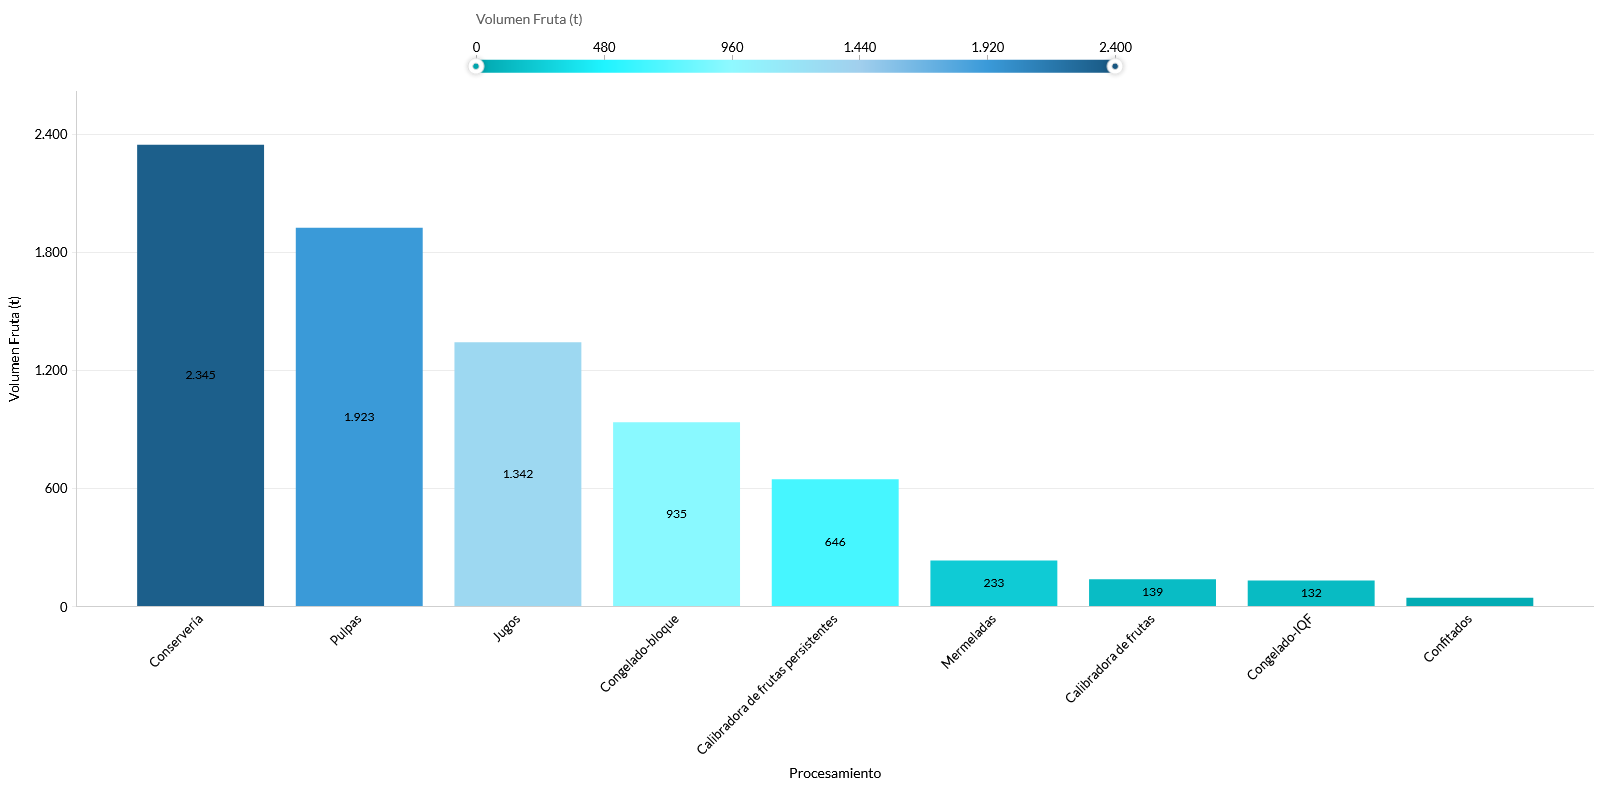 Volumen Fruta (t)
0 480 960 1.440 1.920 2.400
2.400
1.800
1.200
600
0
Volumen Fruta (t)
2.345
1.923
1.342
935
646
233
139
132
Conservería
Pulpas
Jugos
Congelado-bloque
Calibradora de frutas persistentes
Mermeladas
Calibradora de frutas
Congelado-IQF
Confitados
Procesamiento